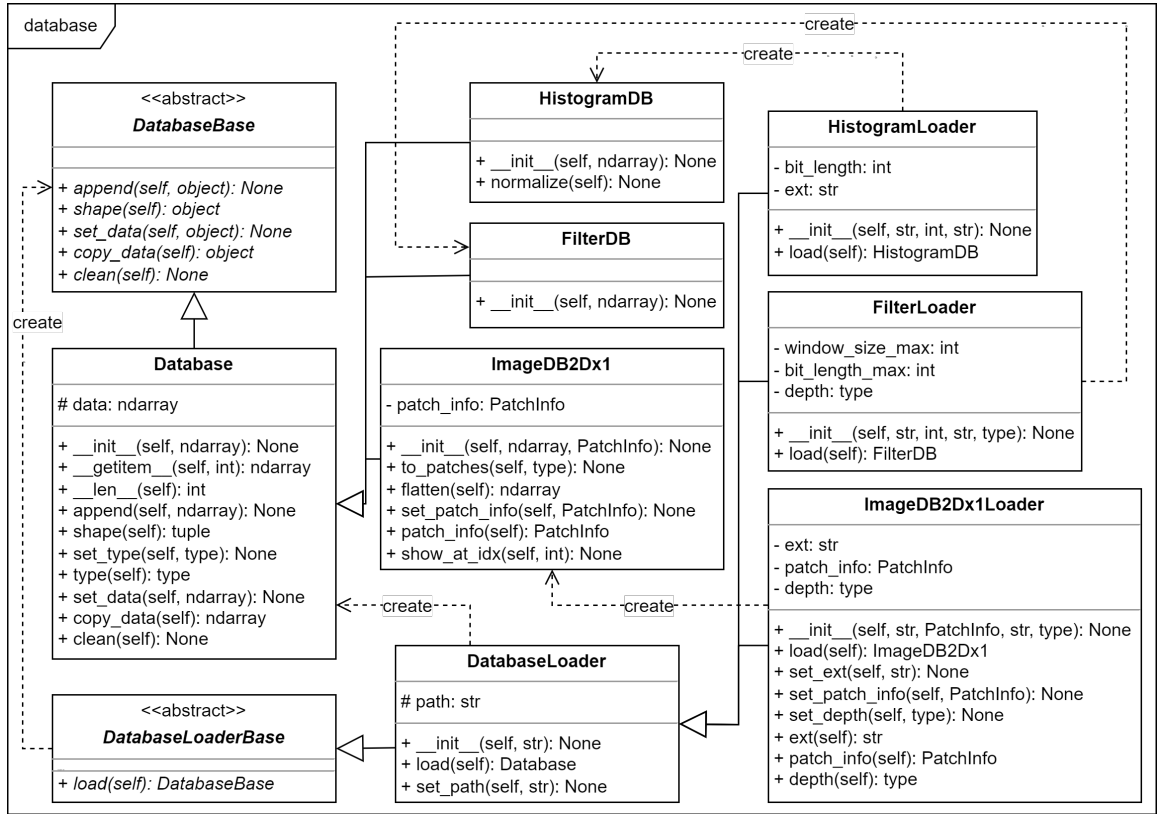 database
create
create
<<abstract>>
DatabaseBase
+ append(self, object): None
+ shape(self): object
+ set_data(self, object): None
+ copy_data(self): object
+ clean(self): None
HistogramDB
+ __init__(self, ndarray): None
+ normalize(self): None
HistogramLoader
- bit_length: int
- ext: str
+ __init__(self, str, int, str): None
+ load(self): HistogramDB
FilterDB
+ __init__(self, ndarray): None
FilterLoader
- window_size_max: int
- bit_length_max: int
- depth: type
+ __init__(self, str, int, str, type): None
+ load(self): FilterDB
create
Database
# data: ndarray
+ __init__(self, ndarray): None
+ __getitem__(self, int): ndarray
+ __len__(self): int
+ append(self, ndarray): None
+ shape(self): tuple
+ set_type(self, type): None
+ type(self): type
+ set_data(self, ndarray): None
+ copy_data(self): ndarray
+ clean(self): None
ImageDB2Dx1
- patch_info: PatchInfo
+ __init__(self, ndarray, PatchInfo): None
+ to_patches(self, type): None
+ flatten(self): ndarray
+ set_patch_info(self, PatchInfo): None
+ patch_info(self): PatchInfo
+ show_at_idx(self, int): None
ImageDB2Dx1Loader
- ext: str
- patch_info: PatchInfo
- depth: type
+ __init__(self, str, PatchInfo, str, type): None
+ load(self): ImageDB2Dx1
+ set_ext(self, str): None
+ set_patch_info(self, PatchInfo): None
+ set_depth(self, type): None
+ ext(self): str
+ patch_info(self): PatchInfo
+ depth(self): type
create
create
DatabaseLoader
# path: str
+ __init__(self, str): None
+ load(self): Database
+ set_path(self, str): None
<<abstract>>
DatabaseLoaderBase
+ load(self): DatabaseBase